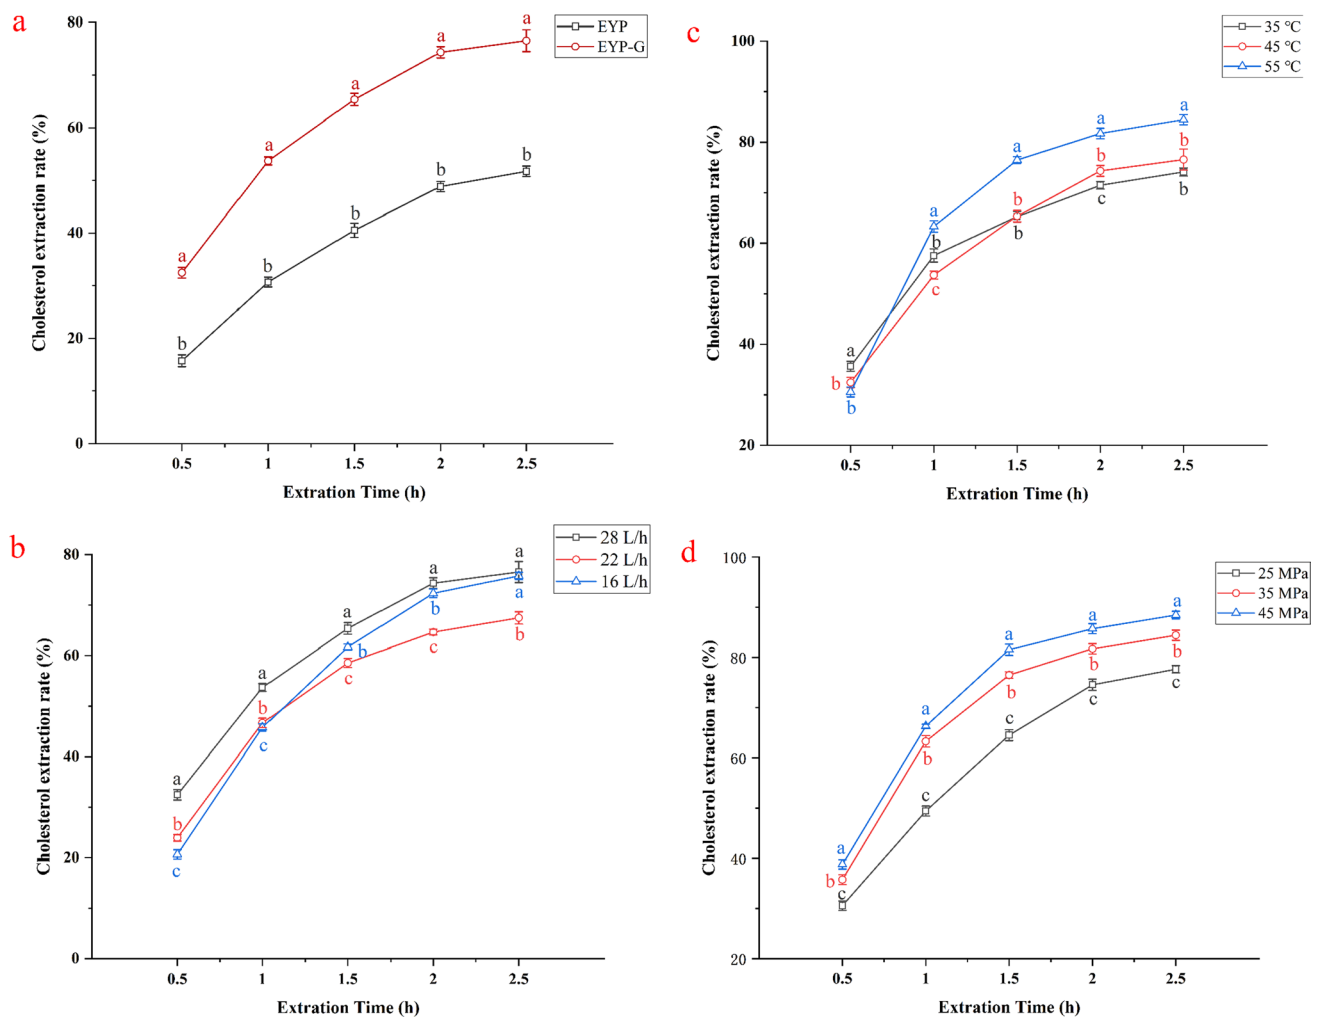 a
EYP
EYP-G
Cholesterol extraction rate (%)
80
60
40
20
0
a
a
a
a
a
b
b
b
b
b
0.5
1
1.5
2
2.5
Extration Time (h)
c
35 ℃
45 ℃
55 ℃
Cholesterol extraction rate (%)
100
80
60
40
20
a
b
b
a
b
c
a
b
b
a
b
c
a
b
b
0.5
1
1.5
2
2.5
Extration Time (h)
b
28 L/h
22 L/h
16 L/h
Cholesterol extraction rate (%)
80
60
40
20
0
a
b
c
a
b
c
a
b
c
a
b
c
a
a
b
0.5
1
1.5
2
2.5
Extration Time (h)
d
25 MPa
35 MPa
45 MPa
Cholesterol extraction rate (%)
100
80
60
40
20
a
b
c
a
b
c
a
b
c
a
b
c
a
b
c
0.5
1
1.5
2
2.5
Extration Time (h)